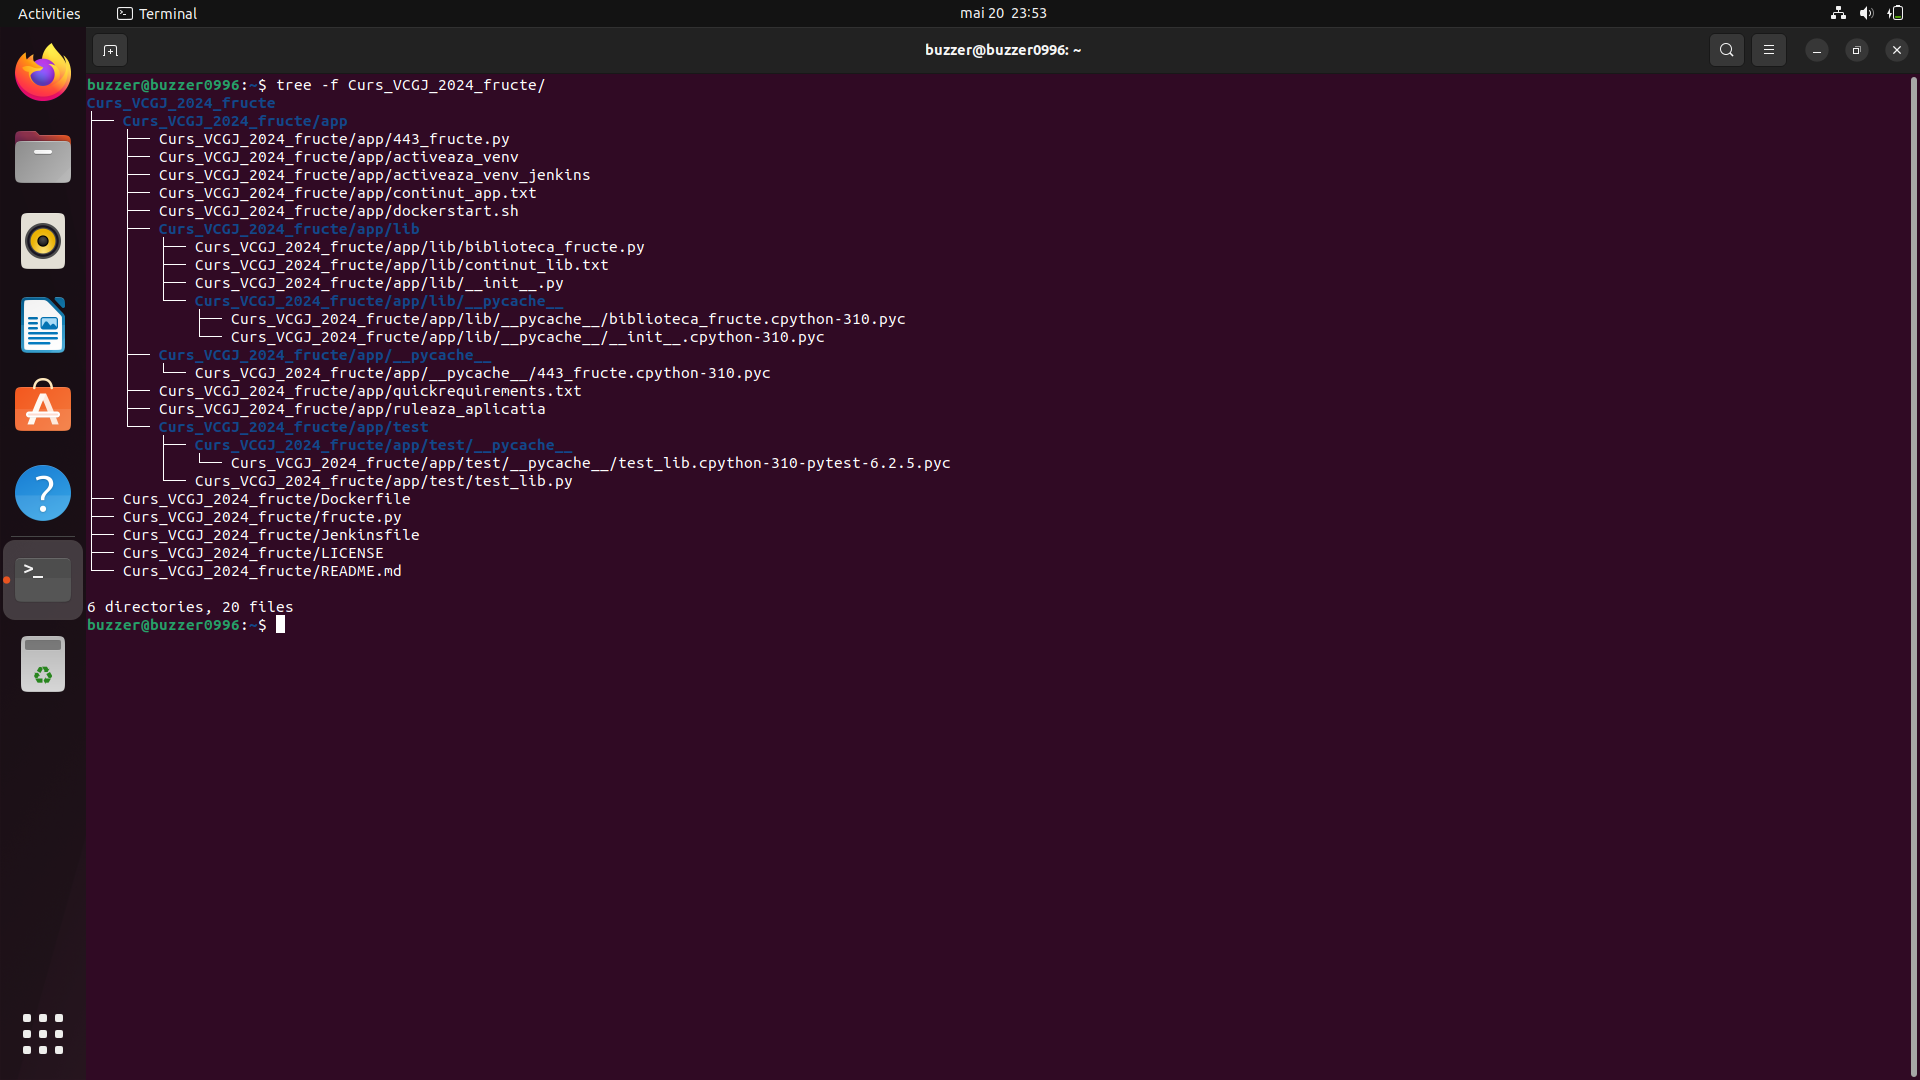 Activities Terminal mai 20 23:53
buzzer@buzzer0996: ~
buzzer@buzzer0996:~$ tree -f Curs_VCGJ_2024_fructe/
Curs_VCGJ_2024_fructe
├── Curs_VCGJ_2024_fructe/app
│   ├── Curs_VCGJ_2024_fructe/app/443_fructe.py
│   ├── Curs_VCGJ_2024_fructe/app/activeaza_venv
│   ├── Curs_VCGJ_2024_fructe/app/activeaza_venv_jenkins
│   ├── Curs_VCGJ_2024_fructe/app/continut_app.txt
│   ├── Curs_VCGJ_2024_fructe/app/dockerstart.sh
│   ├── Curs_VCGJ_2024_fructe/app/lib
│   │   ├── Curs_VCGJ_2024_fructe/app/lib/biblioteca_fructe.py
│   │   ├── Curs_VCGJ_2024_fructe/app/lib/continut_lib.txt
│   │   ├── Curs_VCGJ_2024_fructe/app/lib/__init__.py
│   │   └── Curs_VCGJ_2024_fructe/app/lib/__pycache__
│   │       ├── Curs_VCGJ_2024_fructe/app/lib/__pycache__/biblioteca_fructe.cpython-310.pyc
│   │       └── Curs_VCGJ_2024_fructe/app/lib/__pycache__/__init__.cpython-310.pyc
│   ├── Curs_VCGJ_2024_fructe/app/__pycache__
│   │   └── Curs_VCGJ_2024_fructe/app/__pycache__/443_fructe.cpython-310.pyc
│   ├── Curs_VCGJ_2024_fructe/app/quickrequirements.txt
│   ├── Curs_VCGJ_2024_fructe/app/ruleaza_aplicatia
│   └── Curs_VCGJ_2024_fructe/app/test
│       ├── Curs_VCGJ_2024_fructe/app/test/__pycache__
│       │   └── Curs_VCGJ_2024_fructe/app/test/__pycache__/test_lib.cpython-310-pytest-6.2.5.pyc
│       └── Curs_VCGJ_2024_fructe/app/test/test_lib.py
├── Curs_VCGJ_2024_fructe/Dockerfile
├── Curs_VCGJ_2024_fructe/fructe.py
├── Curs_VCGJ_2024_fructe/Jenkinsfile
├── Curs_VCGJ_2024_fructe/LICENSE
└── Curs_VCGJ_2024_fructe/README.md
6 directories, 20 files
buzzer@buzzer0996:~$